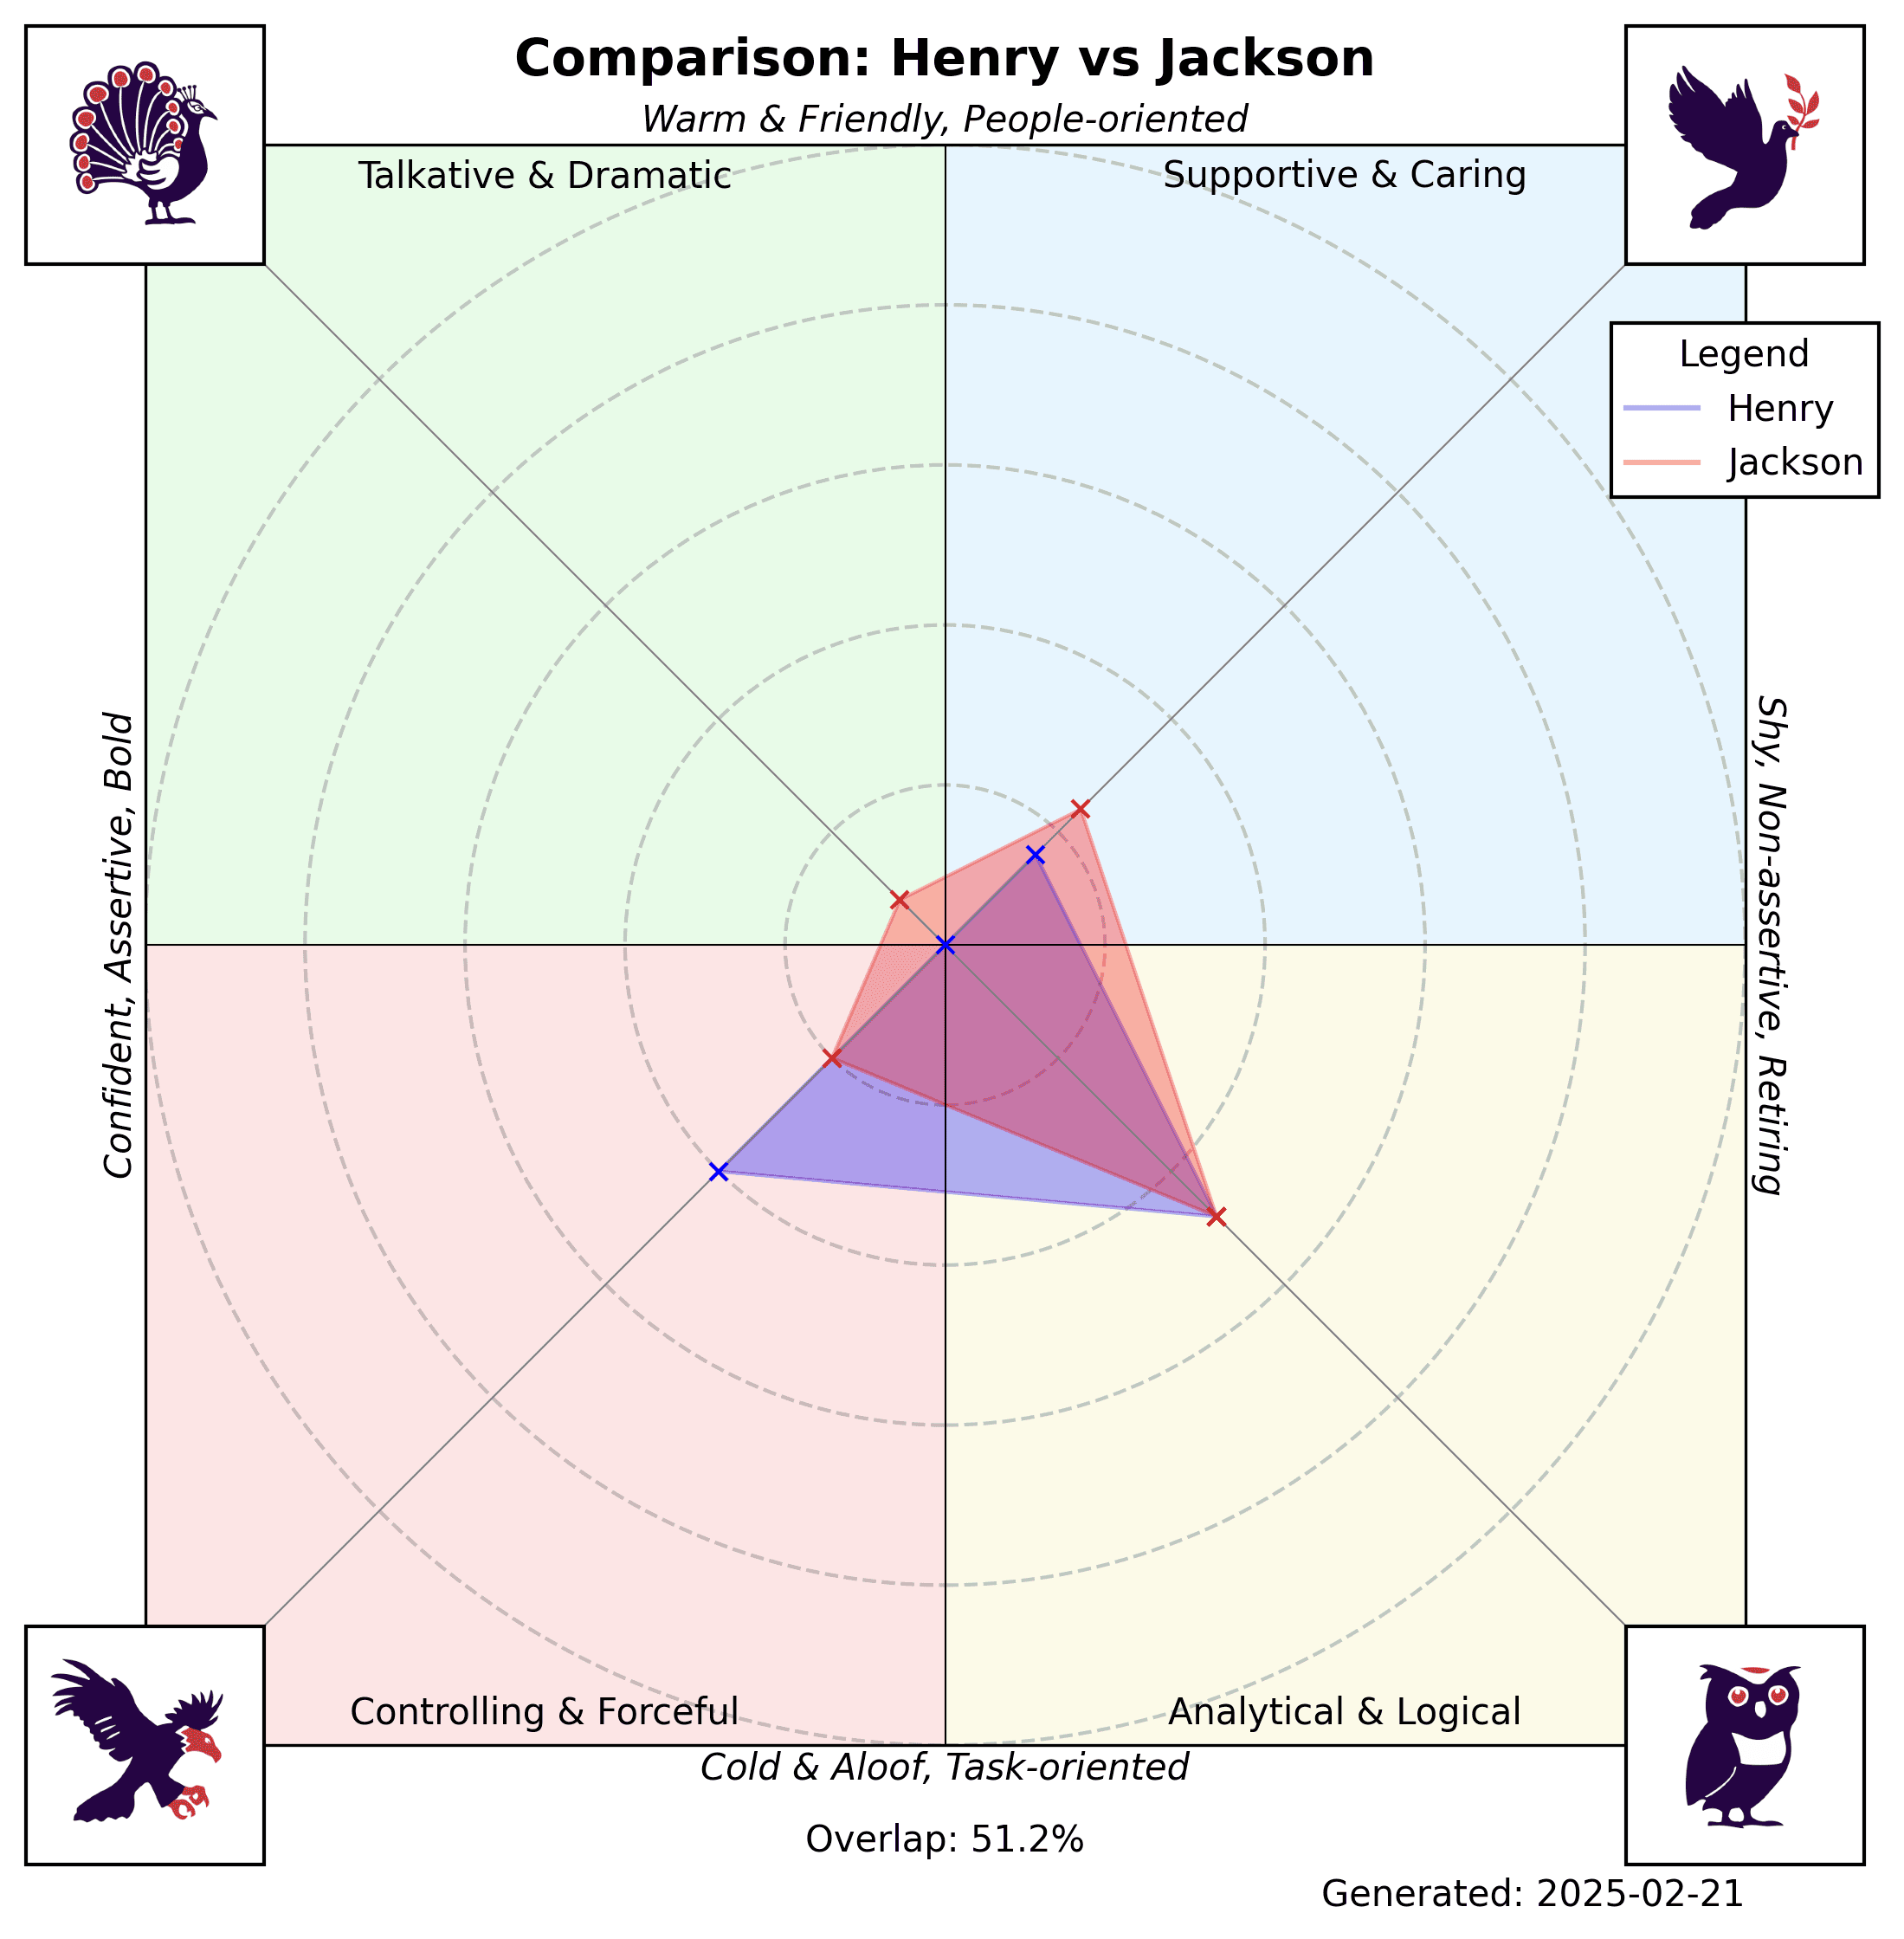 Comparison: Henry vs Jackson
Warm & Friendly, People-oriented
Talkative & Dramatic
Supportive & Caring
Legend
Henry
Jackson
Confident, Assertive, Bold
Shy, Non-assertive, Retiring
Controlling & Forceful
Analytical & Logical
Cold & Aloof, Task-oriented
Overlap: 51.2%
Generated: 2025-02-21